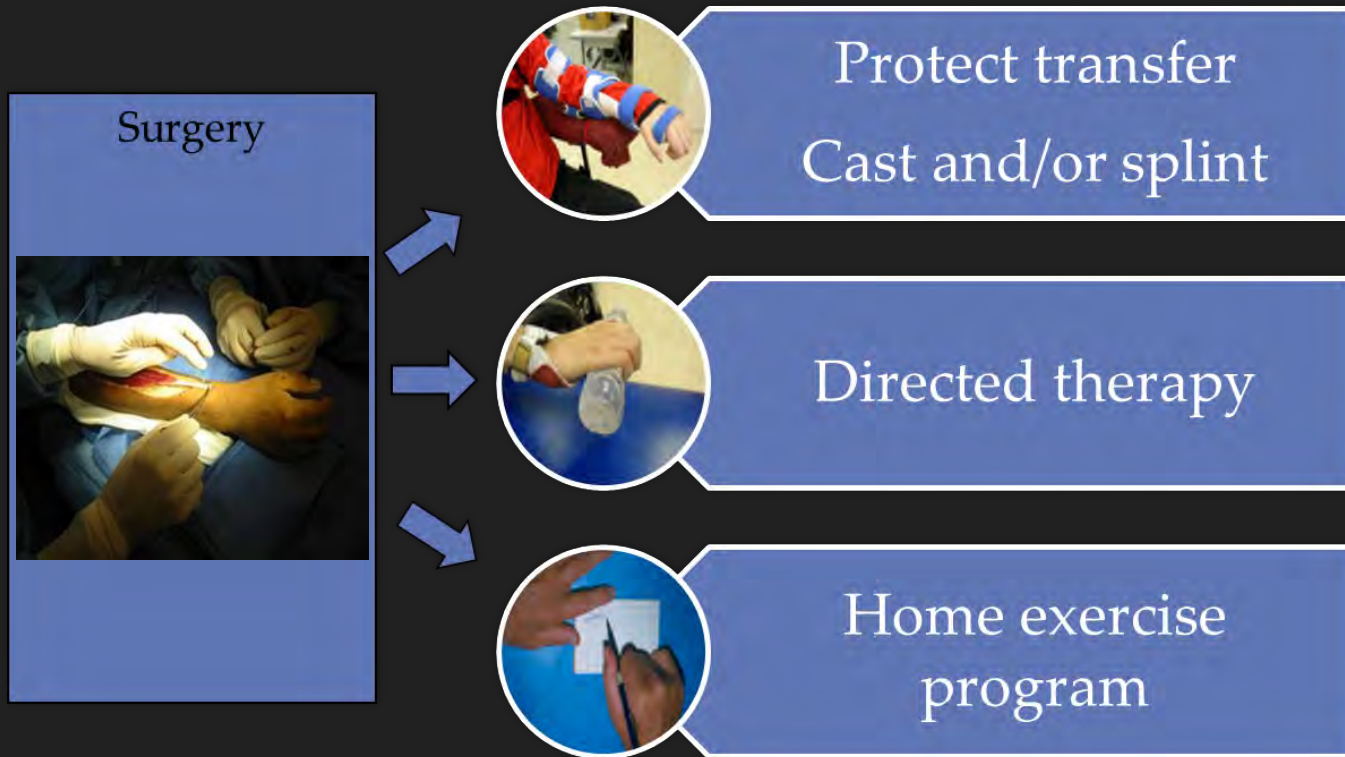 Surgery
Protect transfer
Cast and/or splint
Directed therapy
Home exercise
program